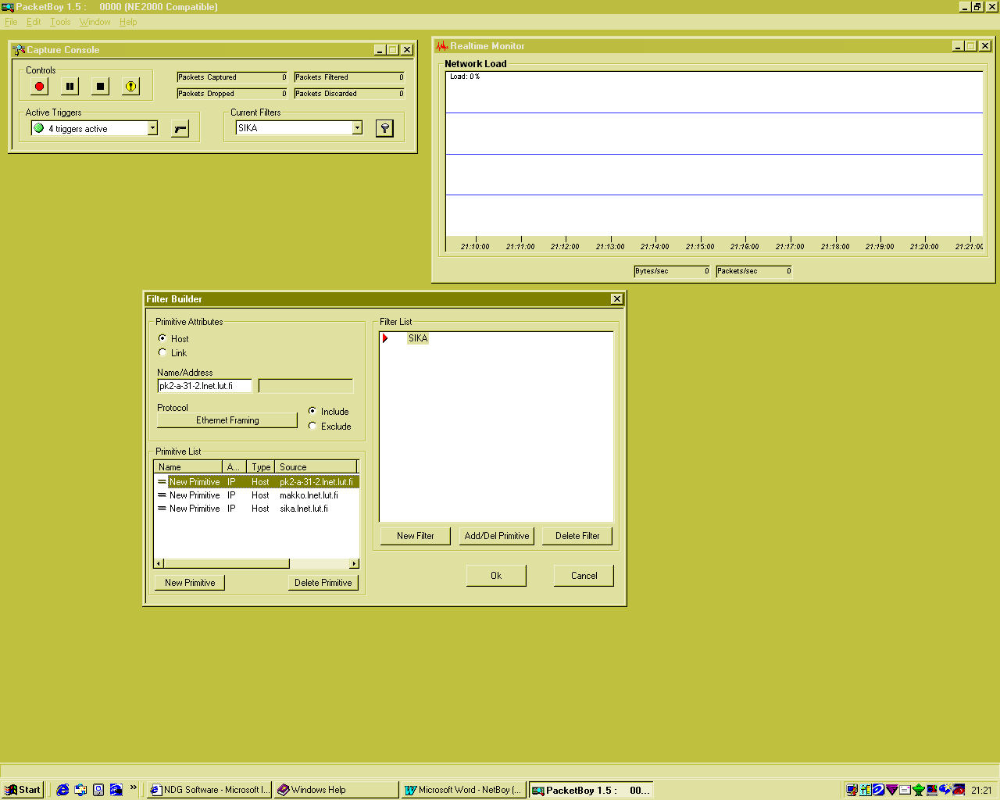 PacketBoy 1.5 : 0000 (NE2000 Compatible)
File Edit Tools Window Help
Capture Console
Controls
Packets Captured 0
Packets Filtered 0
Packets Dropped 0
Packets Discarded 0
Active Triggers
4 triggers active
Current Filters
SIKA
Realtime Monitor
Network Load
Load: 0%
21:10:00 21:11:00 21:12:00 21:13:00 21:14:00 21:15:00 21:16:00 21:17:00 21:18:00 21:19:00 21:20:00 21:21:00
Bytes/sec 0
Packets/sec 0
Filter Builder
Primitive Attributes
Host
Link
Name/Address
pk2-a-31-2.lnet.lut.fi
Protocol
Ethernet Framing
Include
Exclude
Primitive List
Name A... Type Source
New Primitive IP Host pk2-a-31-2.lnet.lut.fi
New Primitive IP Host makko.lnet.lut.fi
New Primitive IP Host sika.lnet.lut.fi
New Primitive
Delete Primitive
Filter List
SIKA
New Filter
Add/Del Primitive
Delete Filter
Ok
Cancel
Start
NDG Software - Microsoft I...
Windows Help
Microsoft Word - NetBoy (...
PacketBoy 1.5 : 00...
21:21